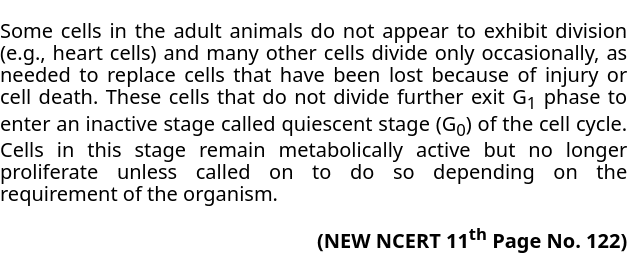 Some cells in the adult animals do not appear to exhibit division
(e.g., heart cells) and many other cells divide only occasionally, as
needed to replace cells that have been lost because of injury or
cell death. These cells that do not divide further exit G₁ phase to
enter an inactive stage called quiescent stage (G₀) of the cell cycle.
Cells in this stage remain metabolically active but no longer
proliferate unless called on to do so depending on the
requirement of the organism.
(NEW NCERT 11ᵗʰ Page No. 122)